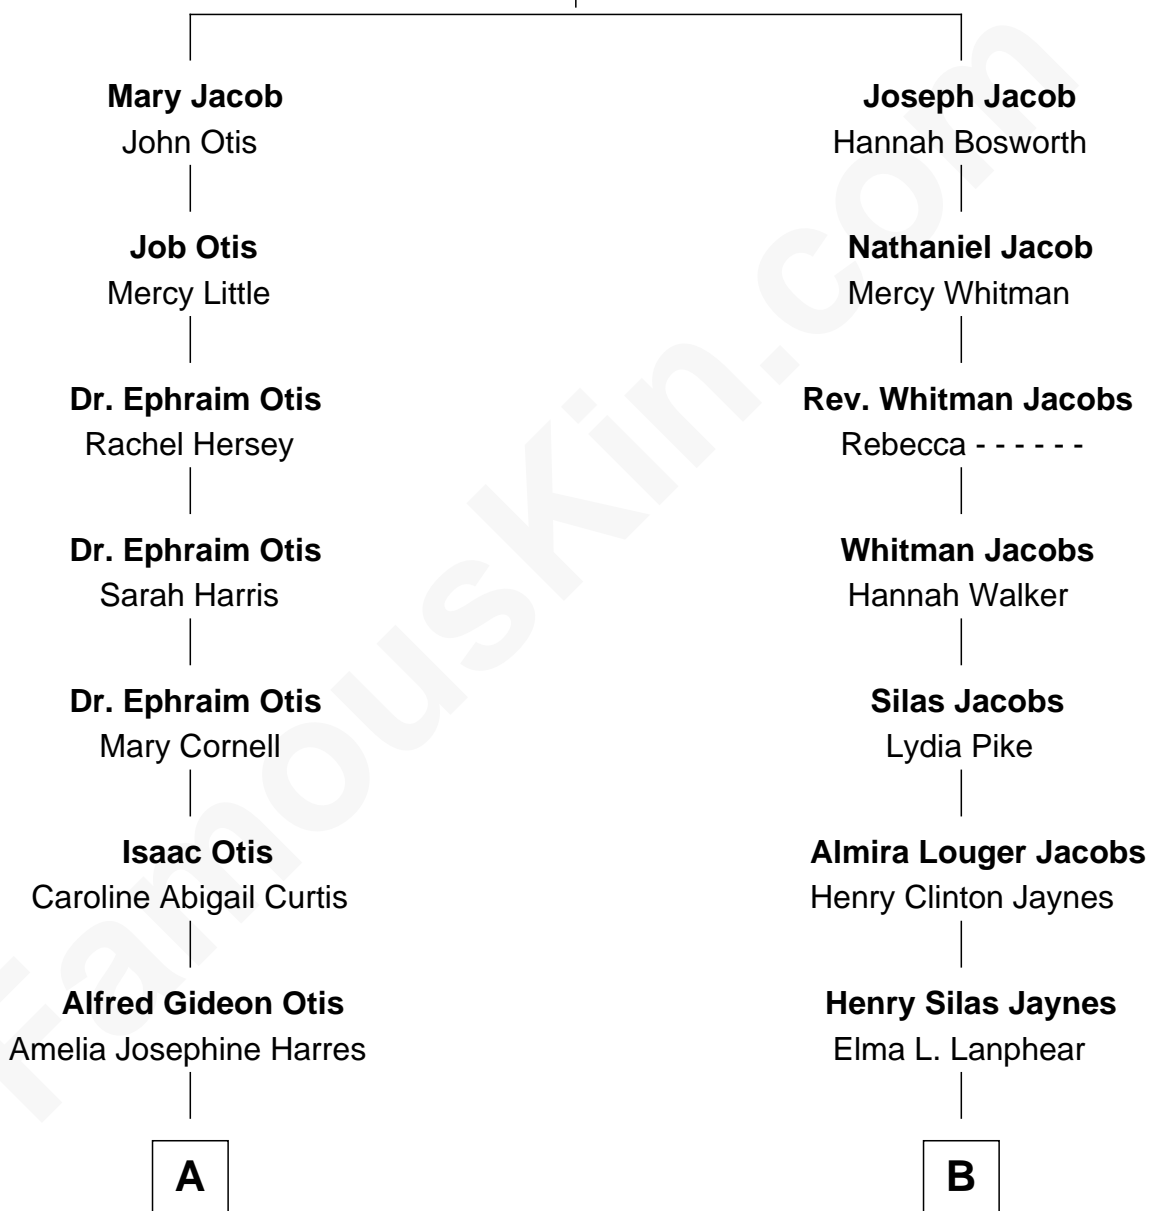 Mary Jacob
John Otis
Joseph Jacob
Hannah Bosworth
Job Otis
Mercy Little
Nathaniel Jacob
Mercy Whitman
Dr. Ephraim Otis
Rachel Hersey
Rev. Whitman Jacobs
Rebecca - - - - - -
Dr. Ephraim Otis
Sarah Harris
Whitman Jacobs
Hannah Walker
Dr. Ephraim Otis
Mary Cornell
Silas Jacobs
Lydia Pike
Isaac Otis
Caroline Abigail Curtis
Almira Louger Jacobs
Henry Clinton Jaynes
Alfred Gideon Otis
Amelia Josephine Harres
Henry Silas Jaynes
Elma L. Lanphear
A
B
FamousKin.com